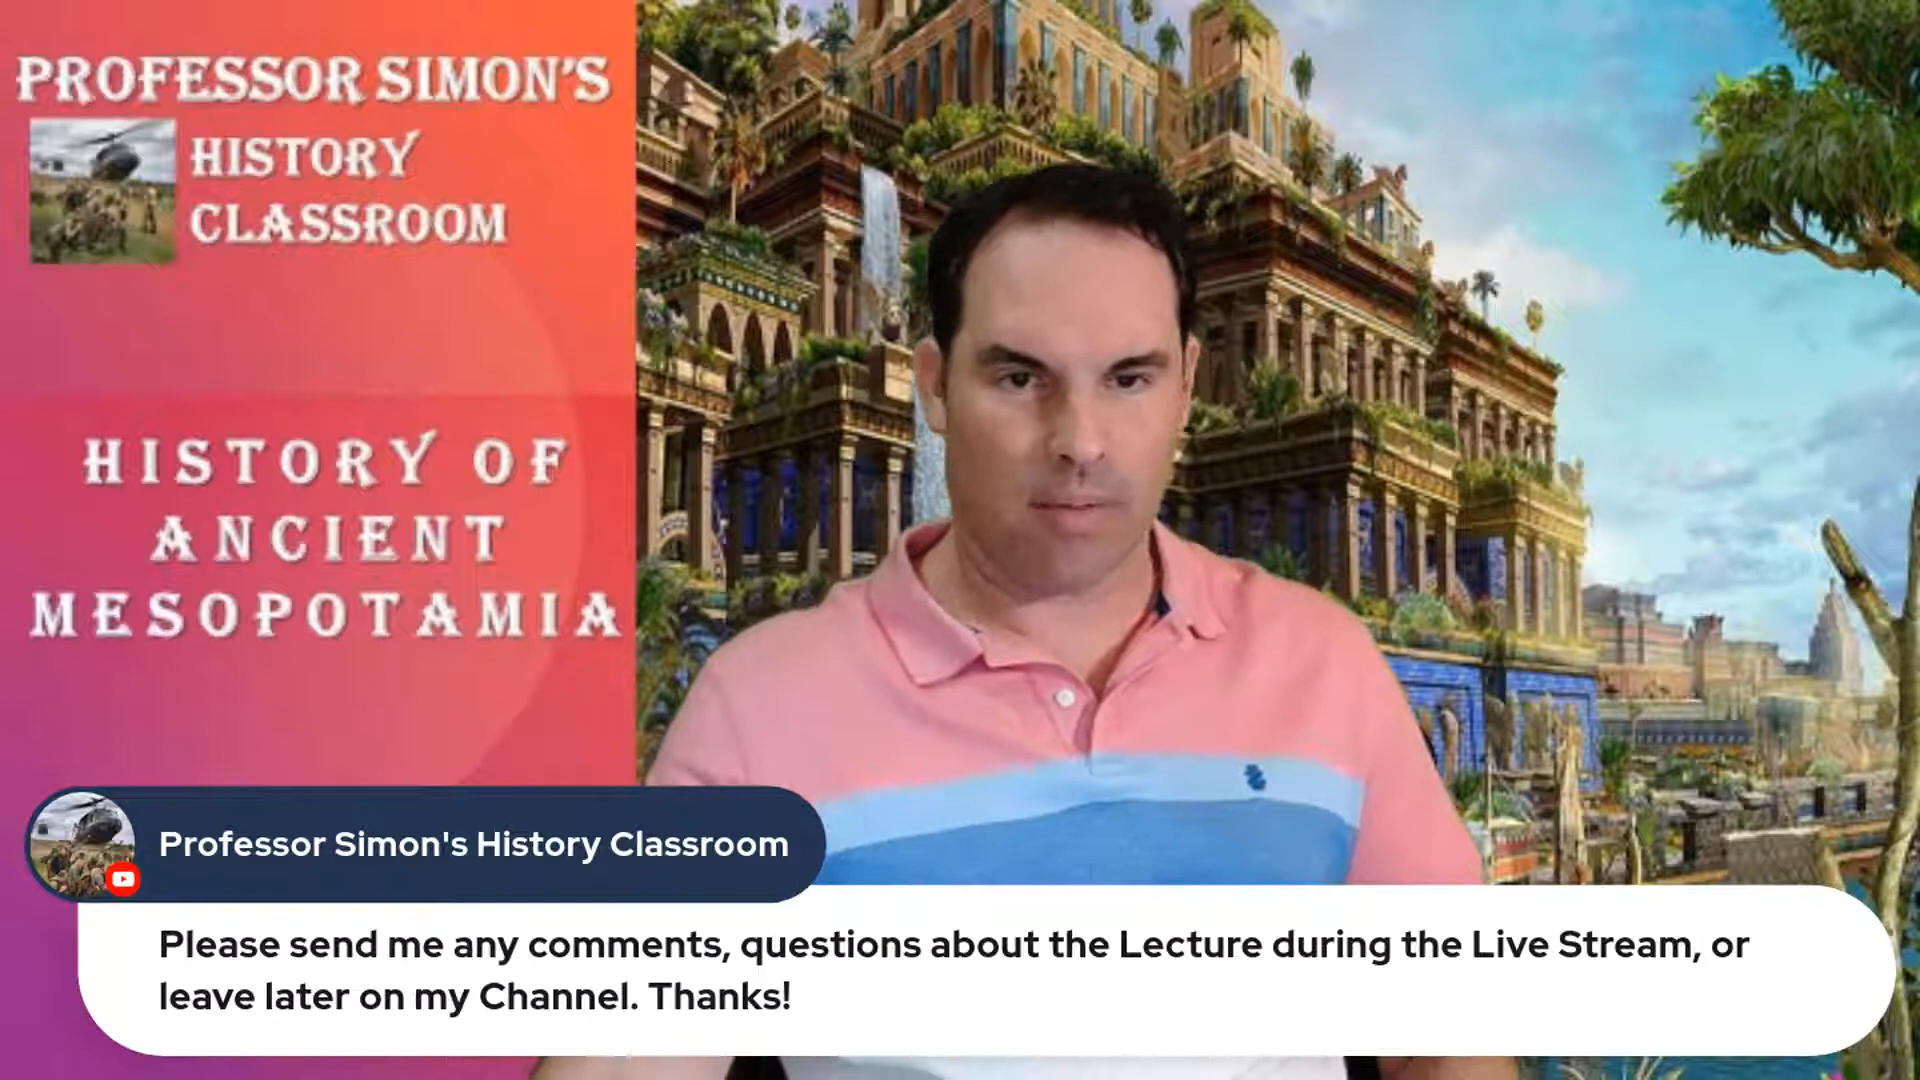 PROFESSOR SIMON'S
HISTORY
CLASSROOM
HISTORY OF
ANCIENT
MESOPOTAMIA
Professor Simon's History Classroom
Please send me any comments, questions about the Lecture during the Live Stream, or
leave later on my Channel. Thanks!